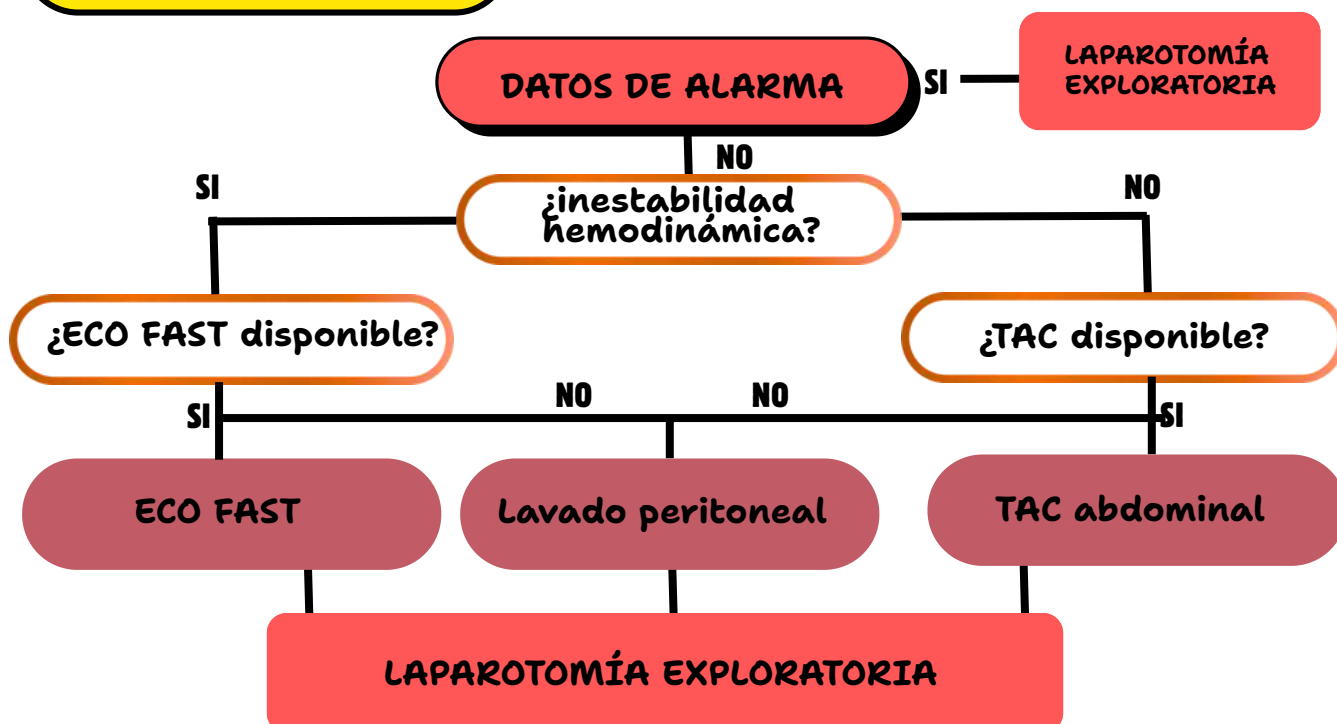 DATOS DE ALARMA
SI
LAPAROTOMÍA
EXPLORATORIA
NO
SI
¿inestabilidad
hemodinámica?
NO
¿ECO FAST disponible?
¿TAC disponible?
SI
NO
NO
SI
ECO FAST
Lavado peritoneal
TAC abdominal
LAPAROTOMÍA EXPLORATORIA